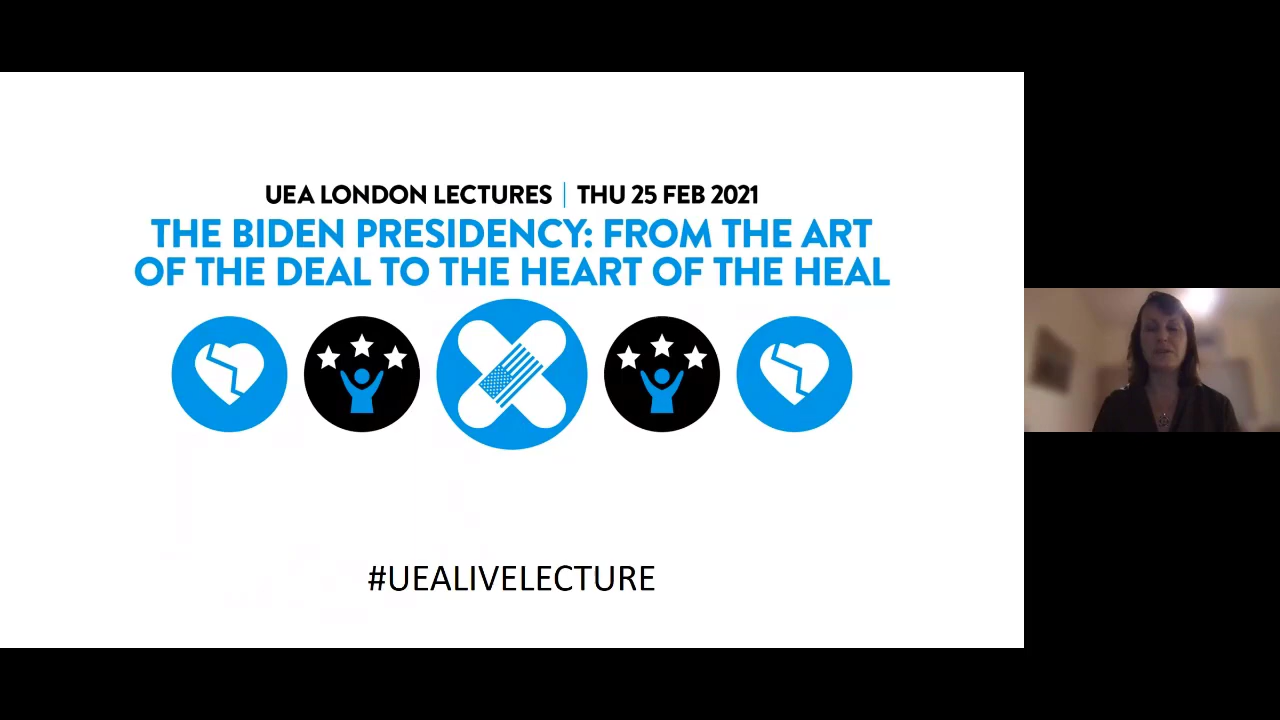 UEA LONDON LECTURES | THU 25 FEB 2021
THE BIDEN PRESIDENCY: FROM THE ART
OF THE DEAL TO THE HEART OF THE HEAL
#UEALIVELECTURE